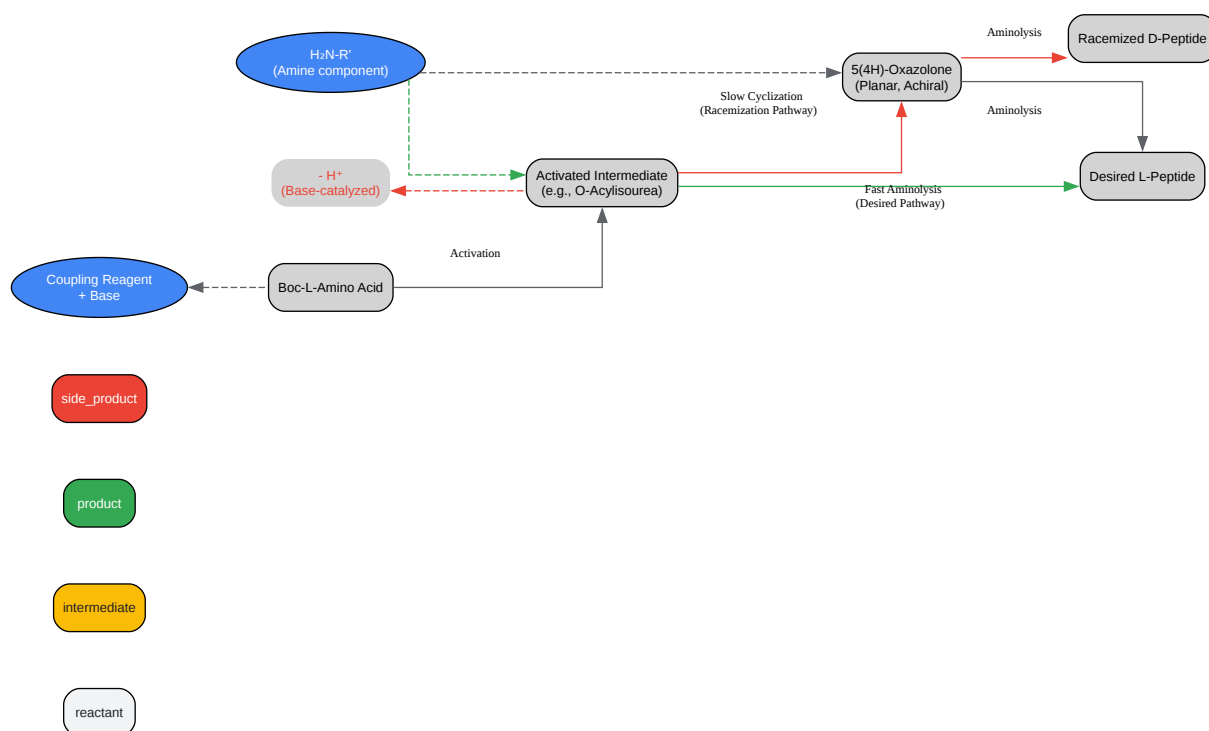 H₂N-R'
(Amine component)
Aminolysis
Racemized D-Peptide
5(4H)-Oxazolone
(Planar, Achiral)
Slow Cyclization
(Racemization Pathway)
Aminolysis
- H⁺
(Base-catalyzed)
Activated Intermediate
(e.g., O-Acylisourea)
Fast Aminolysis
(Desired Pathway)
Desired L-Peptide
Activation
Coupling Reagent
+ Base
Boc-L-Amino Acid
side_product
product
intermediate
reactant